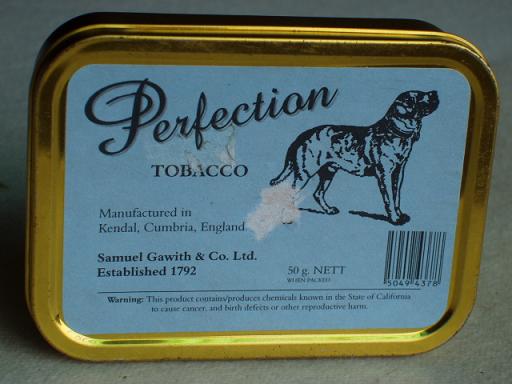 Perfection
TOBACCO
Manufactured in
Kendal, Cumbria, England
Samuel Gawith & Co. Ltd.
Established 1792
50 g. NETT
WHEN PACKED
5049 4378
Warning: This product contains/produces chemicals known in the State of California
to cause cancer, and birth defects or other reproductive harm.